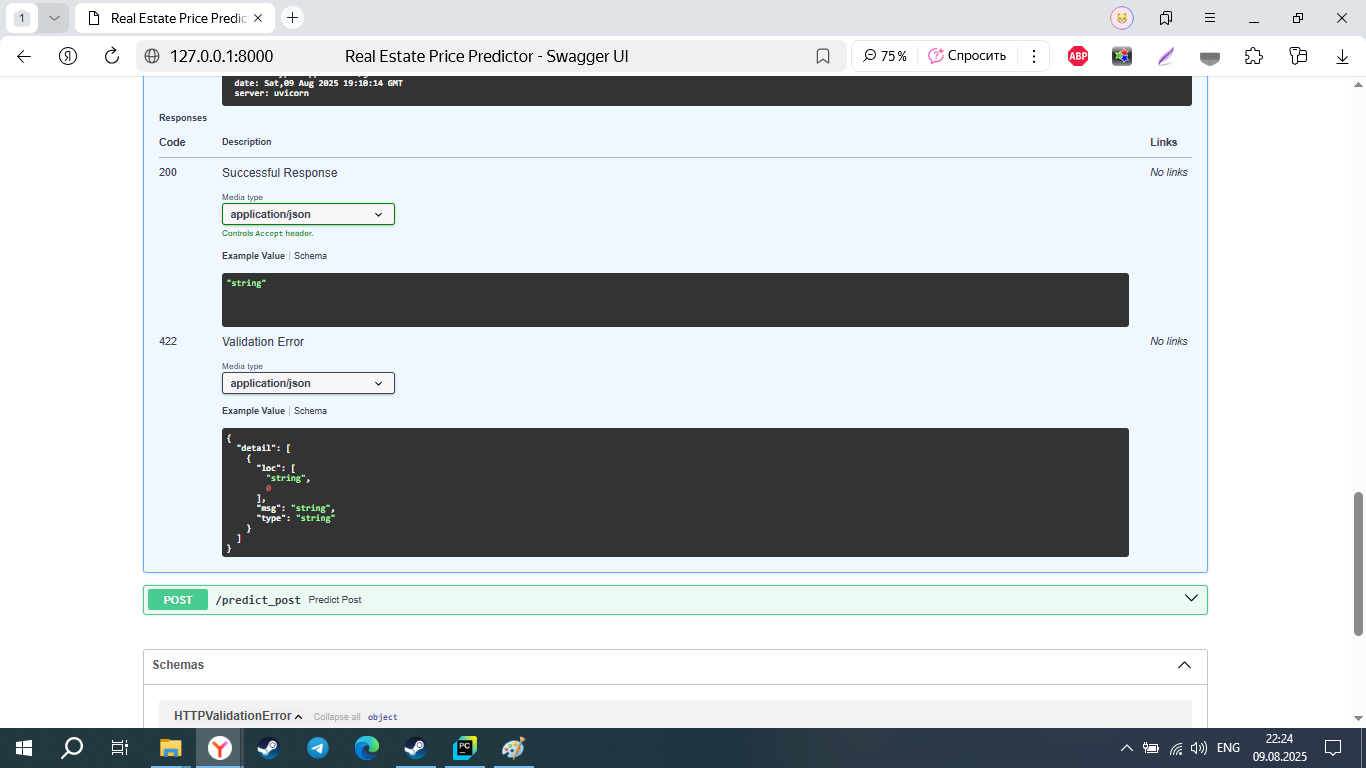 1
Real Estate Price Predic
127.0.0.1:8000
Real Estate Price Predictor - Swagger UI
75 %
Спросить
ABP
date: Sat,09 Aug 2025 19:10:14 GMT
server: uvicorn
Responses
Code Description Links
200 Successful Response No links
Media type
application/json
Controls Accept header.
Example Value | Schema
"string"
422 Validation Error No links
Media type
application/json
Example Value | Schema
{
"detail": [
{
"loc": [
"string",
0
],
"msg": "string",
"type": "string"
}
]
}
POST /predict_post Predict Post
Schemas
HTTPValidationError Collapse all object
PC
ENG
22:24
09.08.2025